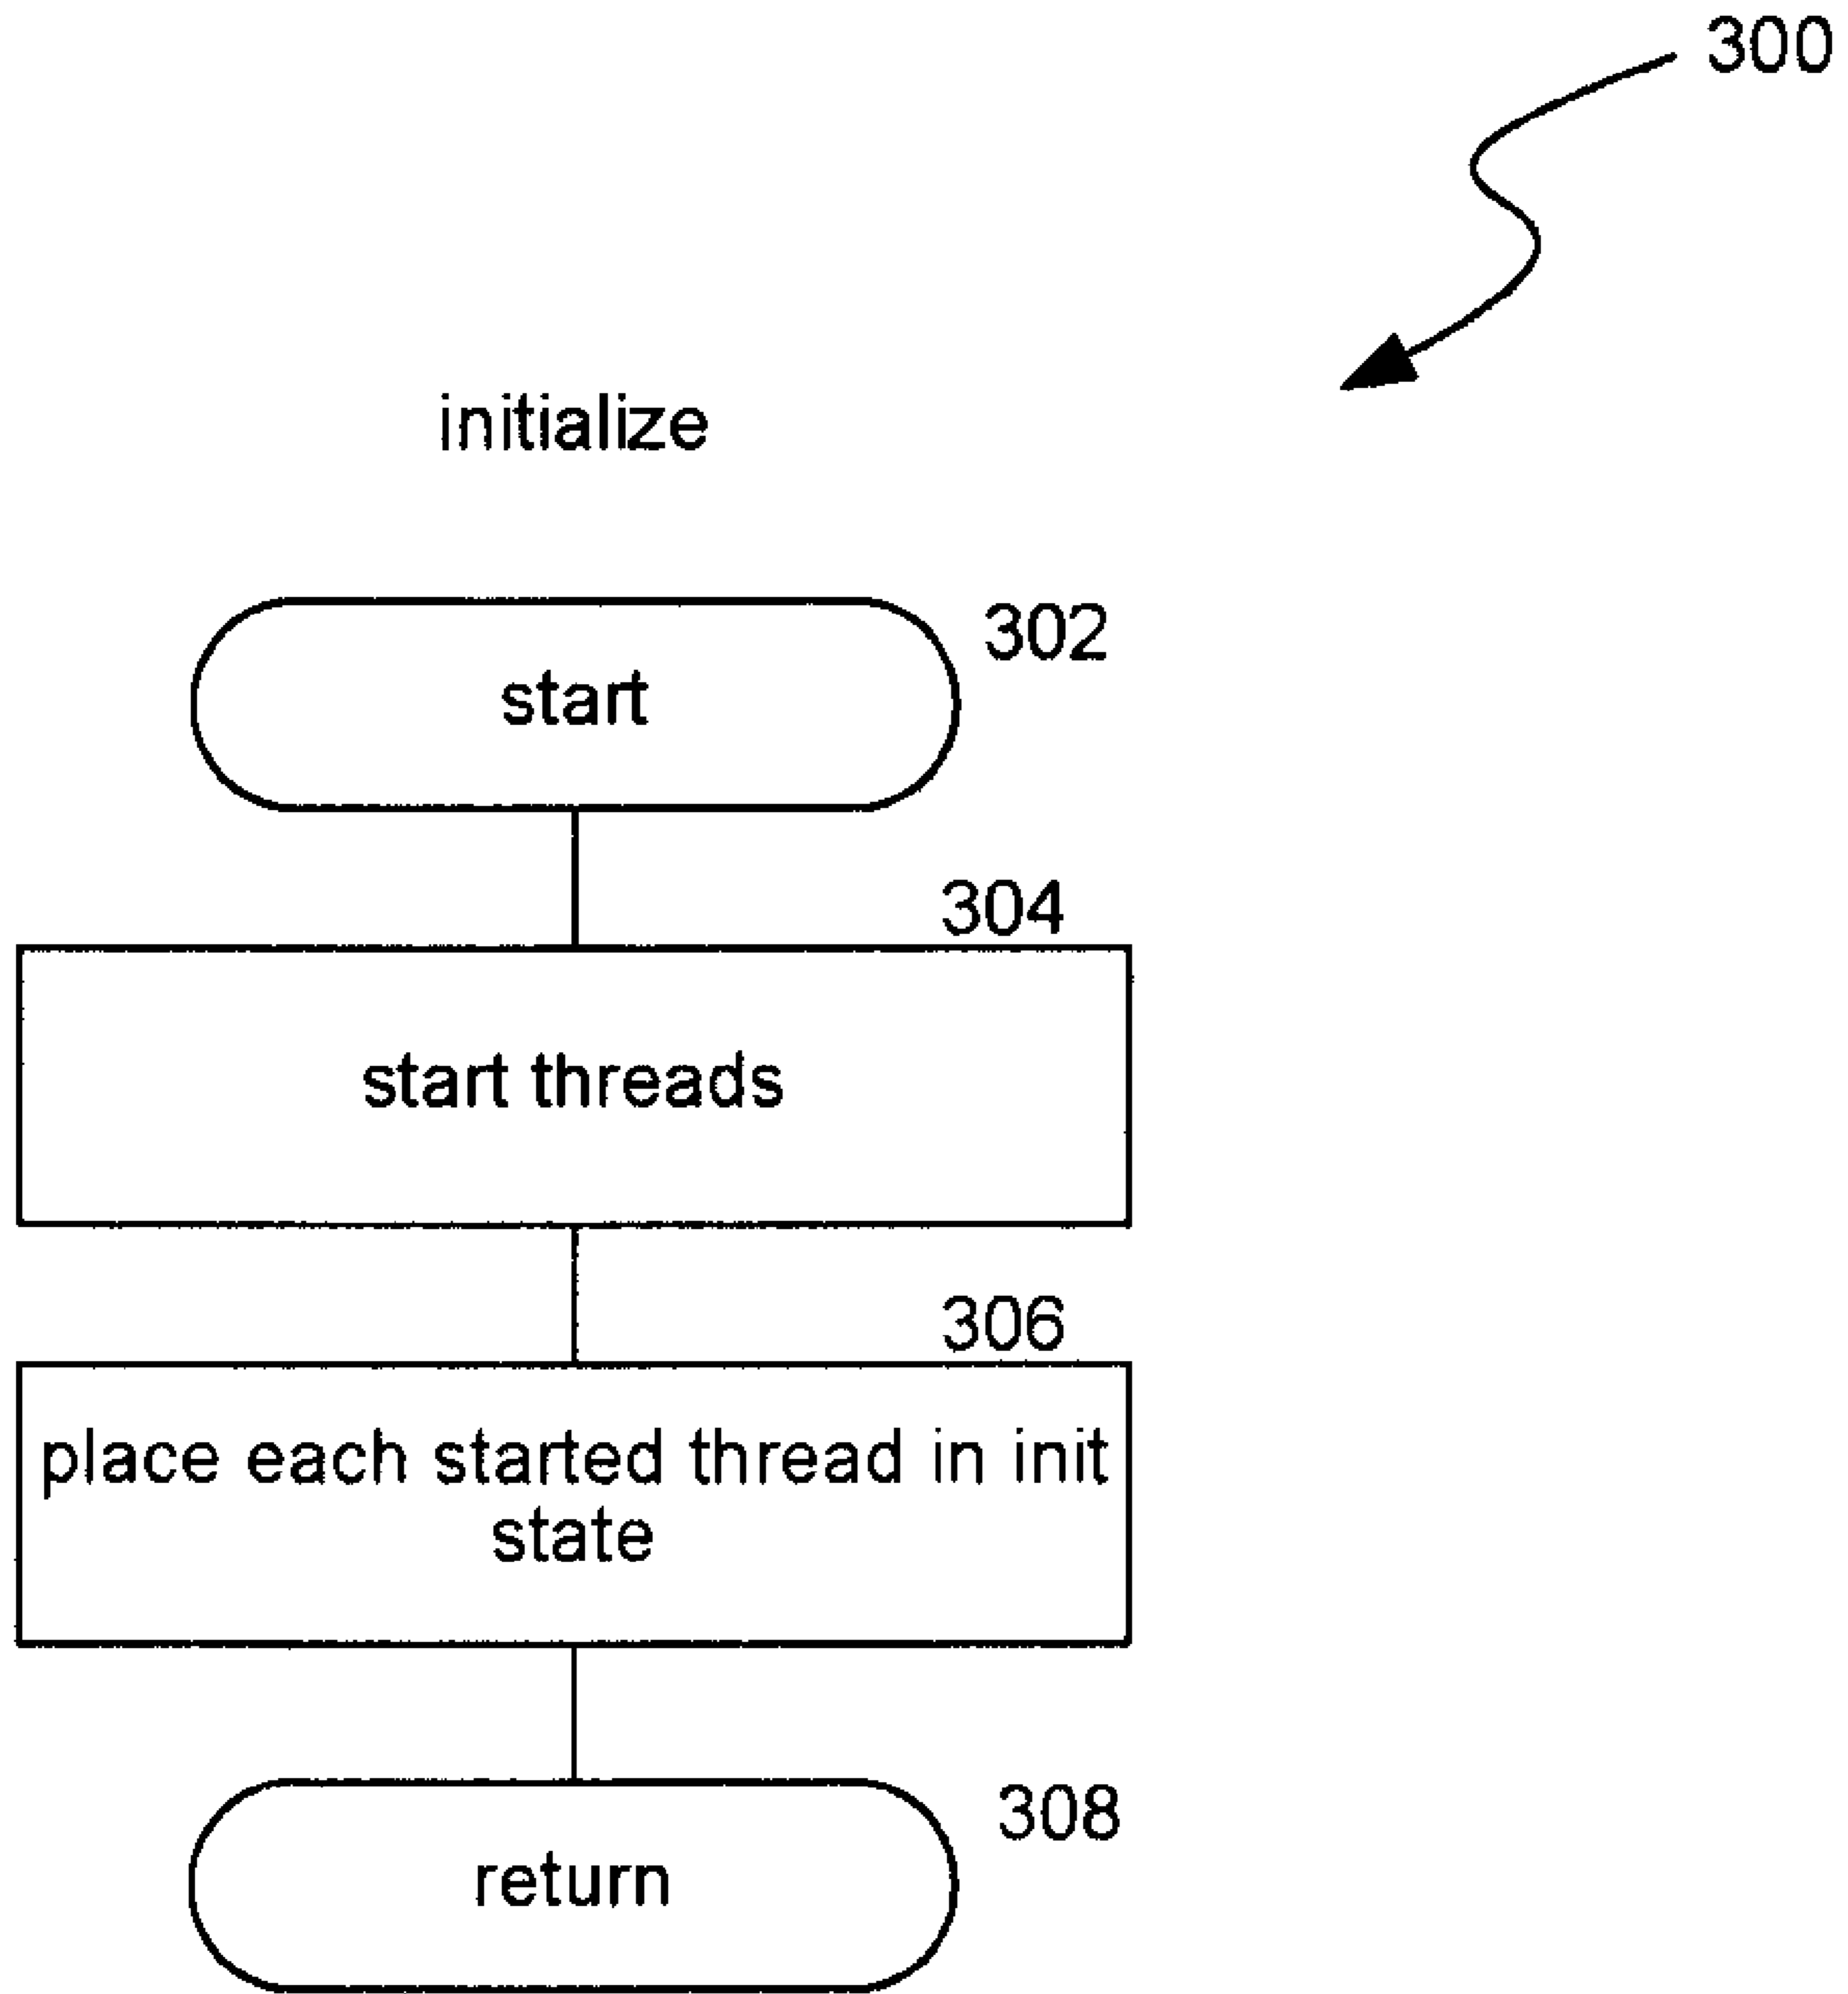 300
initialize
302
start
304
start threads
306
place each started thread in init
state
308
return